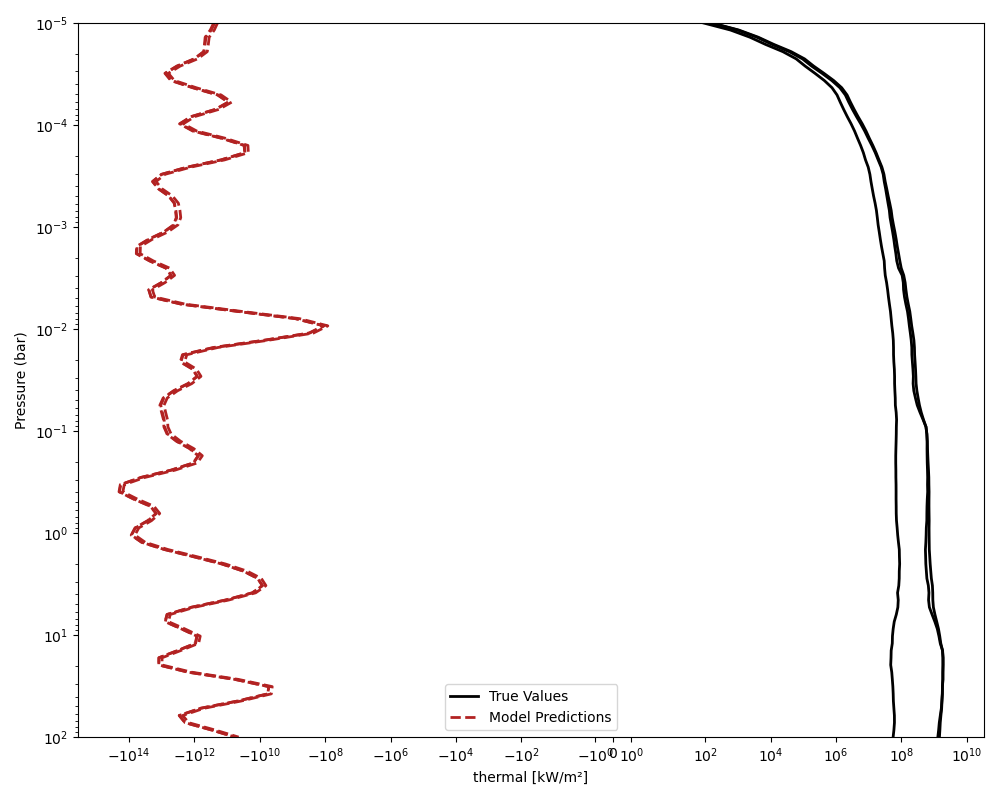 10⁻⁵
10⁻⁴
10⁻³
10⁻²
10⁻¹
10⁰
10¹
10²
Pressure (bar)
True Values
Model Predictions
−10¹⁴ −10¹² −10¹⁰ −10⁸ −10⁶ −10⁴ −10² −10⁰ 0 10⁰ 10² 10⁴ 10⁶ 10⁸ 10¹⁰
thermal [kW/m²]